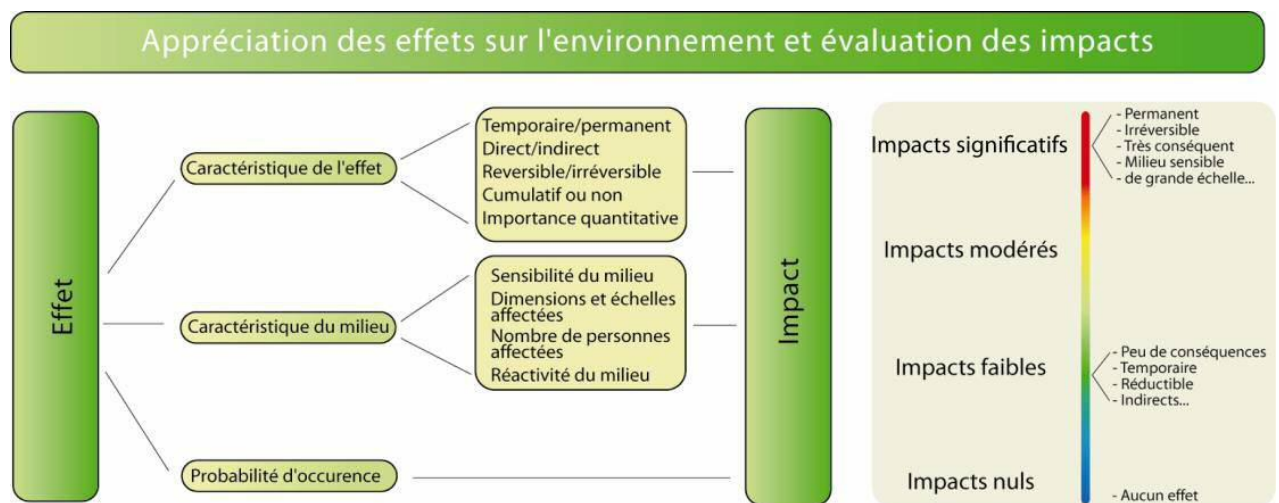 Appréciation des effets sur l'environnement et évaluation des impacts
Effet
Caractéristique de l'effet
Temporaire/permanent
Direct/indirect
Reversible/irréversible
Cumulatif ou non
Importance quantitative
Caractéristique du milieu
Sensibilité du milieu
Dimensions et échelles
affectées
Nombre de personnes
affectées
Réactivité du milieu
Probabilité d'occurence
Impact
Impacts significatifs
- Permanent
- Irréversible
- Très conséquent
- Milieu sensible
- de grande échelle...
Impacts modérés
Impacts faibles
- Peu de conséquences
- Temporaire
- Réductible
- Indirects...
Impacts nuls
- Aucun effet